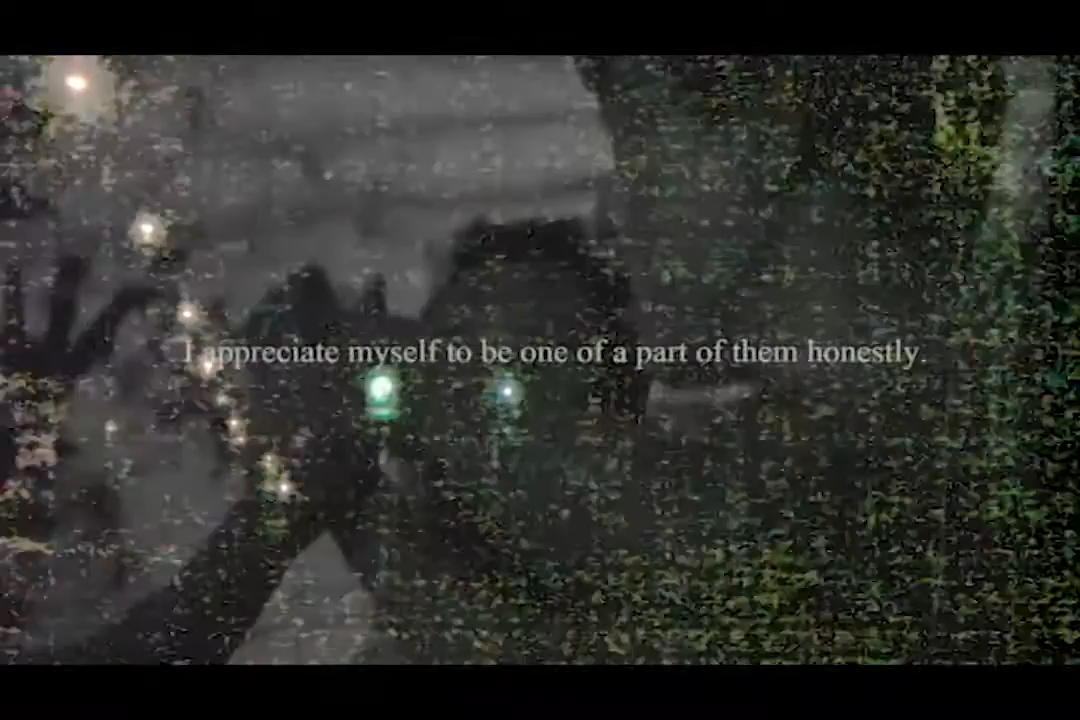 I appreciate myself to be one of a part of them honestly.